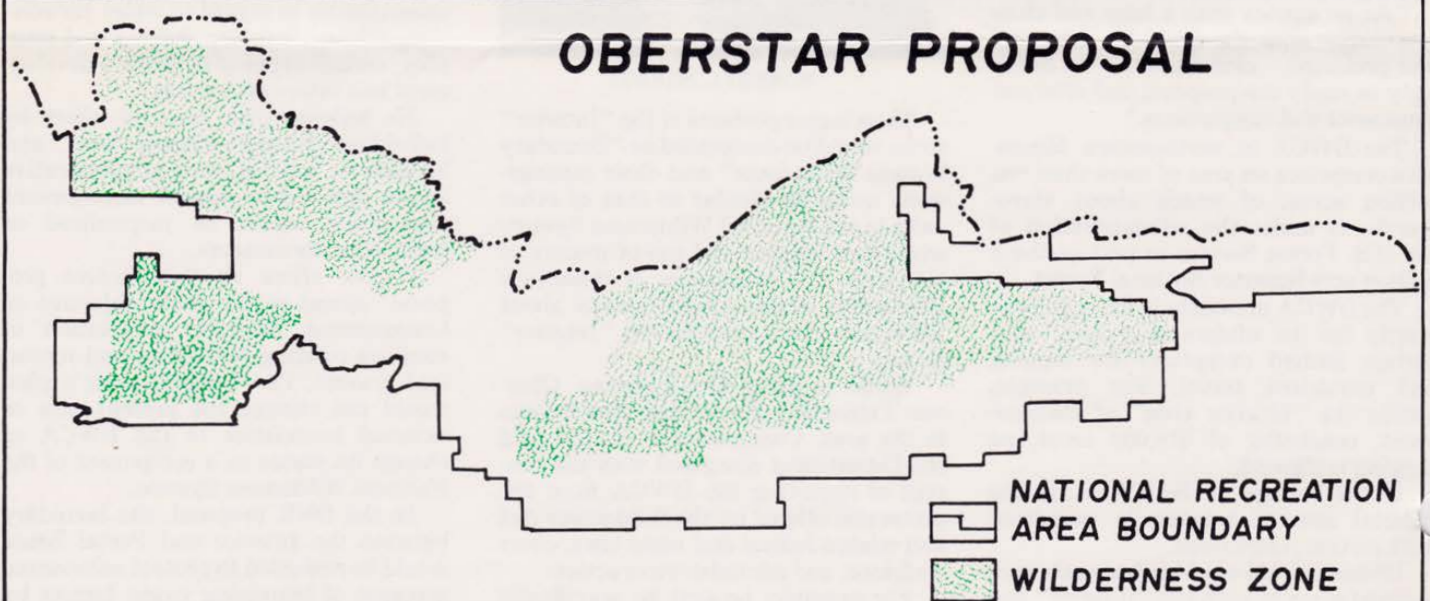 OBERSTAR PROPOSAL
NATIONAL RECREATION
AREA BOUNDARY
WILDERNESS ZONE